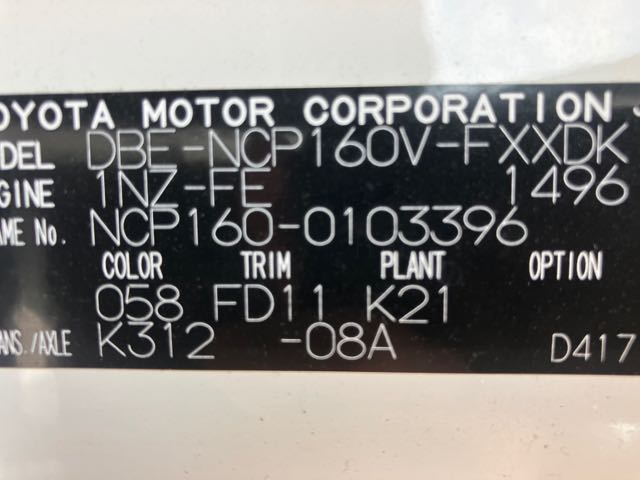 TOYOTA MOTOR CORPORATION J
DEL DBE-NCP160V-FXXDK
GINE 1NZ-FE 1496
AME No. NCP160-0103396
COLOR TRIM PLANT OPTION
058 FD11 K21
ANS./AXLE K312 -08A D417